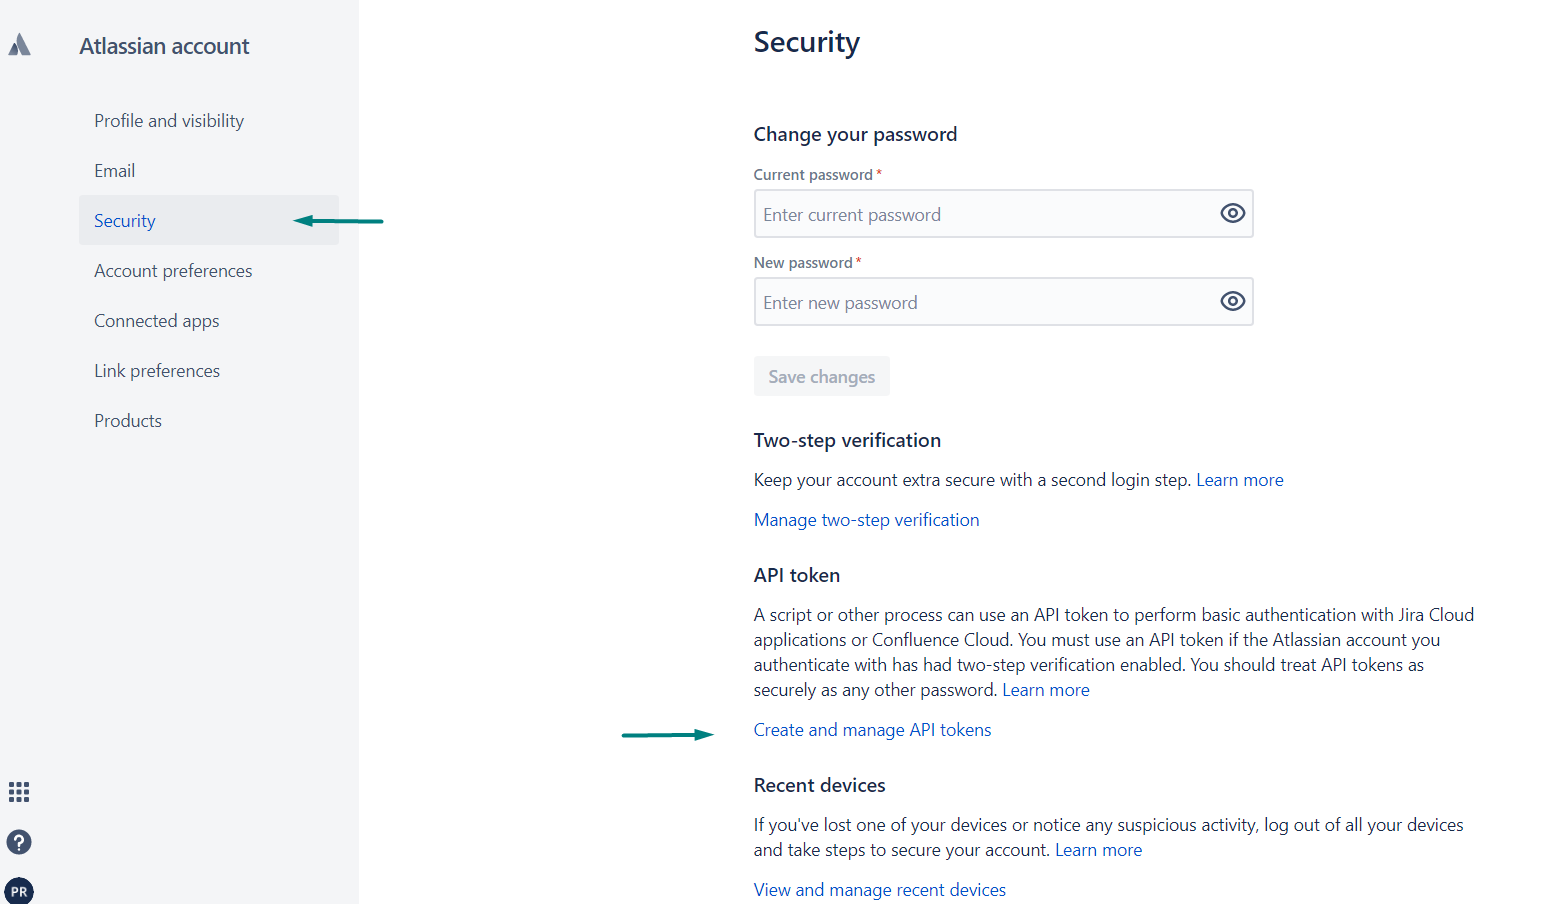 Atlassian account
Profile and visibility
Email
Security
Account preferences
Connected apps
Link preferences
Products
?
PR
Security
Change your password
Current password *
Enter current password
New password *
Enter new password
Save changes
Two-step verification
Keep your account extra secure with a second login step. Learn more
Manage two-step verification
API token
A script or other process can use an API token to perform basic authentication with Jira Cloud
applications or Confluence Cloud. You must use an API token if the Atlassian account you
authenticate with has had two-step verification enabled. You should treat API tokens as
securely as any other password. Learn more
Create and manage API tokens
Recent devices
If you've lost one of your devices or notice any suspicious activity, log out of all your devices
and take steps to secure your account. Learn more
View and manage recent devices